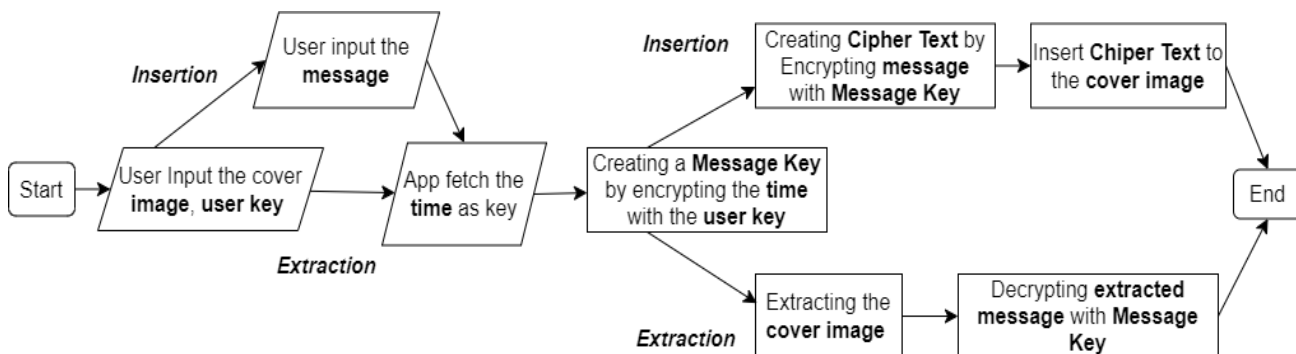 Start
User Input the cover
image, user key
Insertion
User input the
message
Extraction
App fetch the
time as key
Creating a Message Key
by encrypting the time
with the user key
Insertion
Creating Cipher Text by
Encrypting message
with Message Key
Insert Chiper Text to
the cover image
Extraction
Extracting the
cover image
Decrypting extracted
message with Message
Key
End